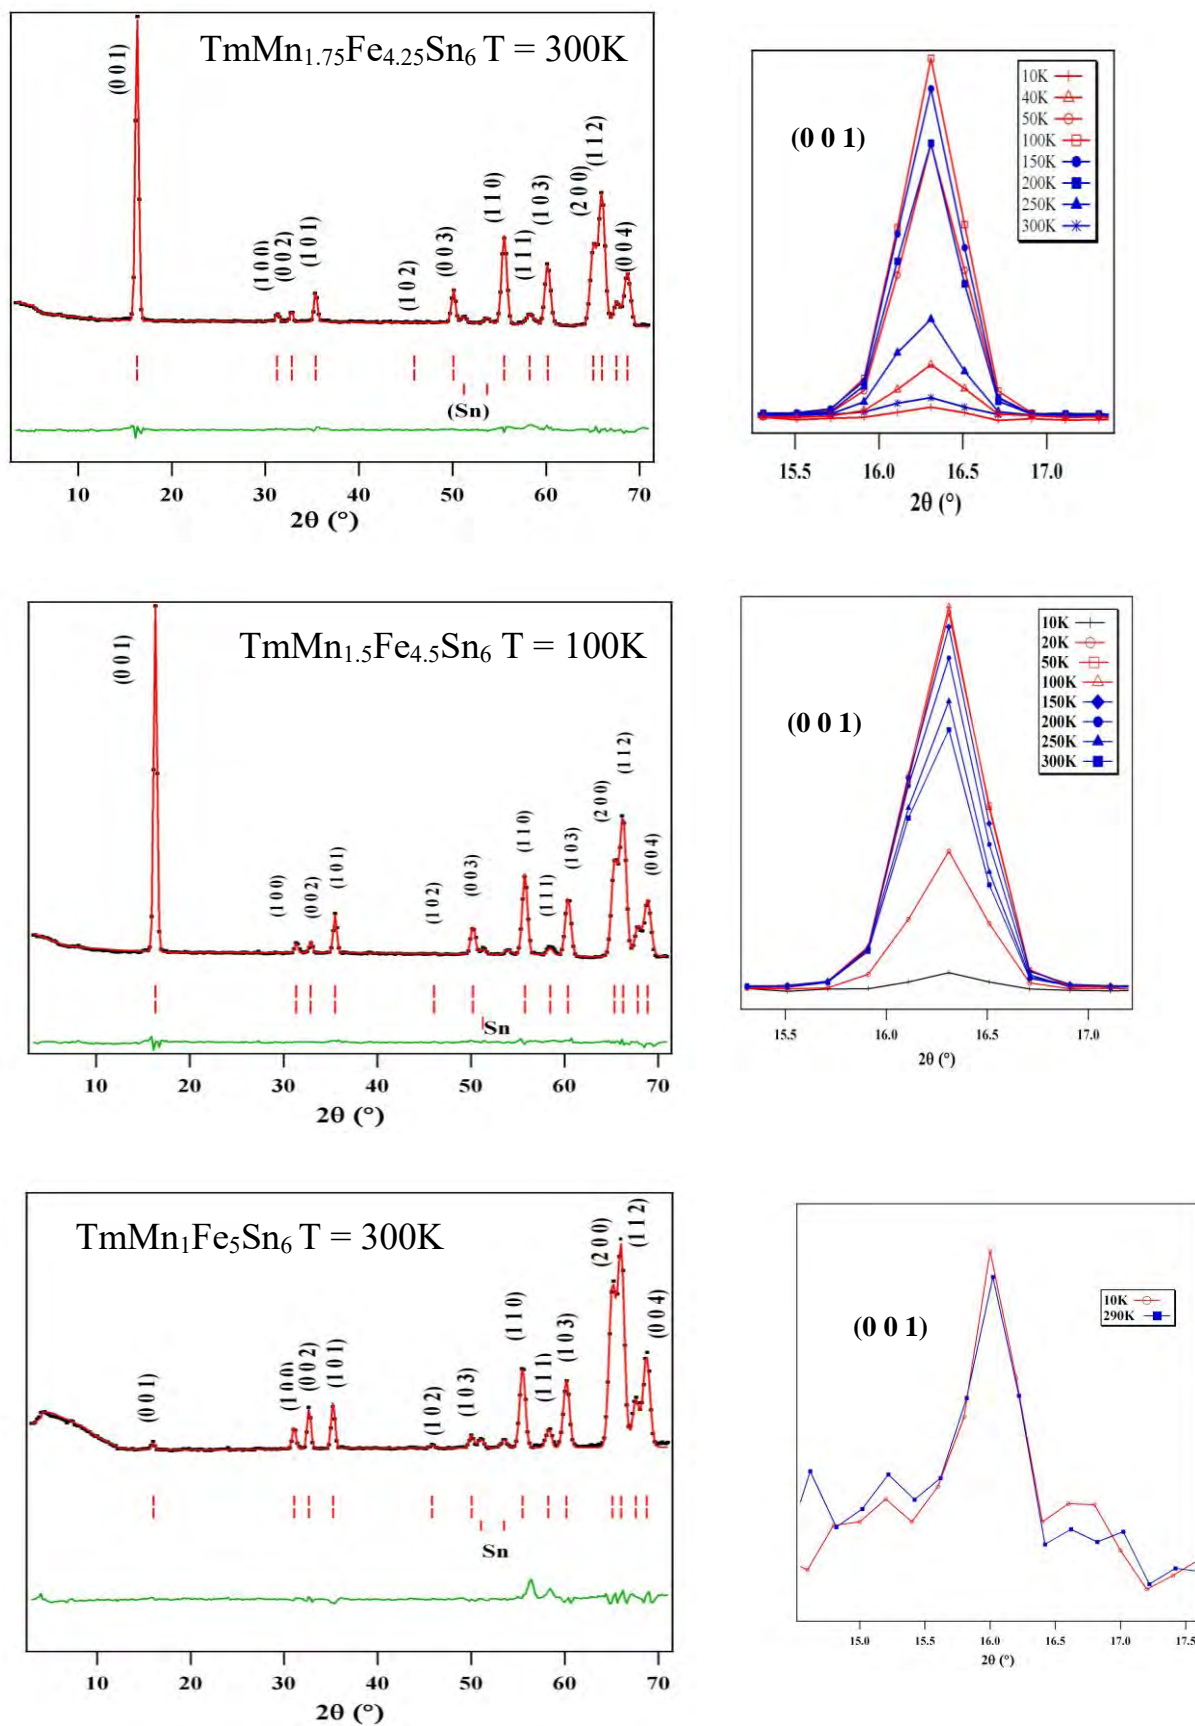 TmMn1.75Fe4.25Sn6 T = 300K
(0 0 1)
(1 0 0)
(0 0 2)
(1 0 1)
(1 0 2)
(0 0 3)
(1 1 0)
(1 1 1)
(1 0 3)
(2 0 0)
(1 1 2)
(0 0 4)
(Sn)
10 20 30 40 50 60 70
2θ (°)
(0 0 1)
10K
40K
50K
100K
150K
200K
250K
300K
15.5 16.0 16.5 17.0
2θ (°)
TmMn1.5Fe4.5Sn6 T = 100K
(0 0 1)
(1 0 0)
(0 0 2)
(1 0 1)
(1 0 2)
(0 0 3)
(1 1 0)
(1 1 1)
(1 0 3)
(2 0 0)
(1 1 2)
(0 0 4)
Sn
10 20 30 40 50 60 70
2θ (°)
(0 0 1)
10K
20K
50K
100K
150K
200K
250K
300K
15.5 16.0 16.5 17.0
2θ (°)
TmMn1Fe5Sn6 T = 300K
(0 0 1)
(1 0 0)
(0 0 2)
(1 0 1)
(1 0 2)
(1 0 3)
(1 1 0)
(1 1 1)
(1 0 3)
(2 0 0)
(1 1 2)
(0 0 4)
Sn
10 20 30 40 50 60 70
2θ (°)
(0 0 1)
10K
290K
15.0 15.5 16.0 16.5 17.0 17.5
2θ (°)